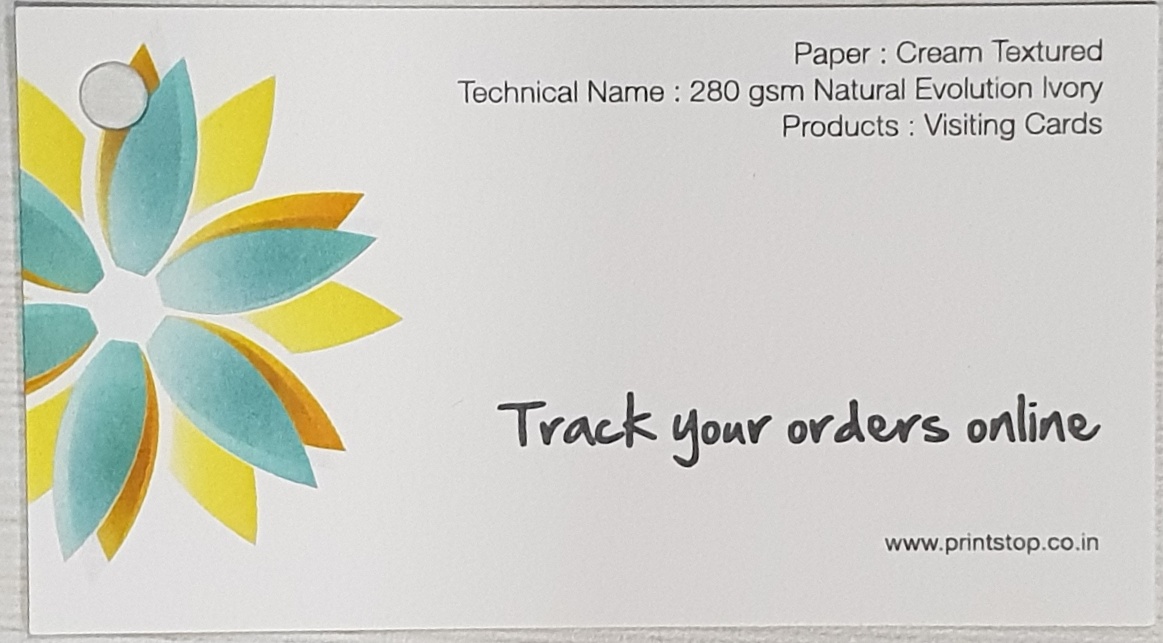 Paper : Cream Textured
Technical Name : 280 gsm Natural Evolution Ivory
Products : Visiting Cards
Track your orders online
www.printstop.co.in